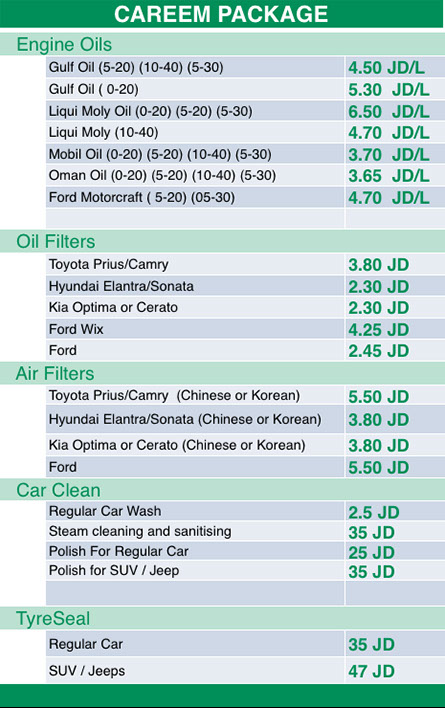 CAREEM PACKAGE
Engine Oils
Gulf Oil (5-20) (10-40) (5-30) 4.50 JD/L
Gulf Oil ( 0-20) 5.30 JD/L
Liqui Moly Oil (0-20) (5-20) (5-30) 6.50 JD/L
Liqui Moly (10-40) 4.70 JD/L
Mobil Oil (0-20) (5-20) (10-40) (5-30) 3.70 JD/L
Oman Oil (0-20) (5-20) (10-40) (5-30) 3.65 JD/L
Ford Motorcraft ( 5-20) (05-30) 4.70 JD/L
Oil Filters
Toyota Prius/Camry 3.80 JD
Hyundai Elantra/Sonata 2.30 JD
Kia Optima or Cerato 2.30 JD
Ford Wix 4.25 JD
Ford 2.45 JD
Air Filters
Toyota Prius/Camry (Chinese or Korean) 5.50 JD
Hyundai Elantra/Sonata (Chinese or Korean) 3.80 JD
Kia Optima or Cerato (Chinese or Korean) 3.80 JD
Ford 5.50 JD
Car Clean
Regular Car Wash 2.5 JD
Steam cleaning and sanitising 35 JD
Polish For Regular Car 25 JD
Polish for SUV / Jeep 35 JD
TyreSeal
Regular Car 35 JD
SUV / Jeeps 47 JD